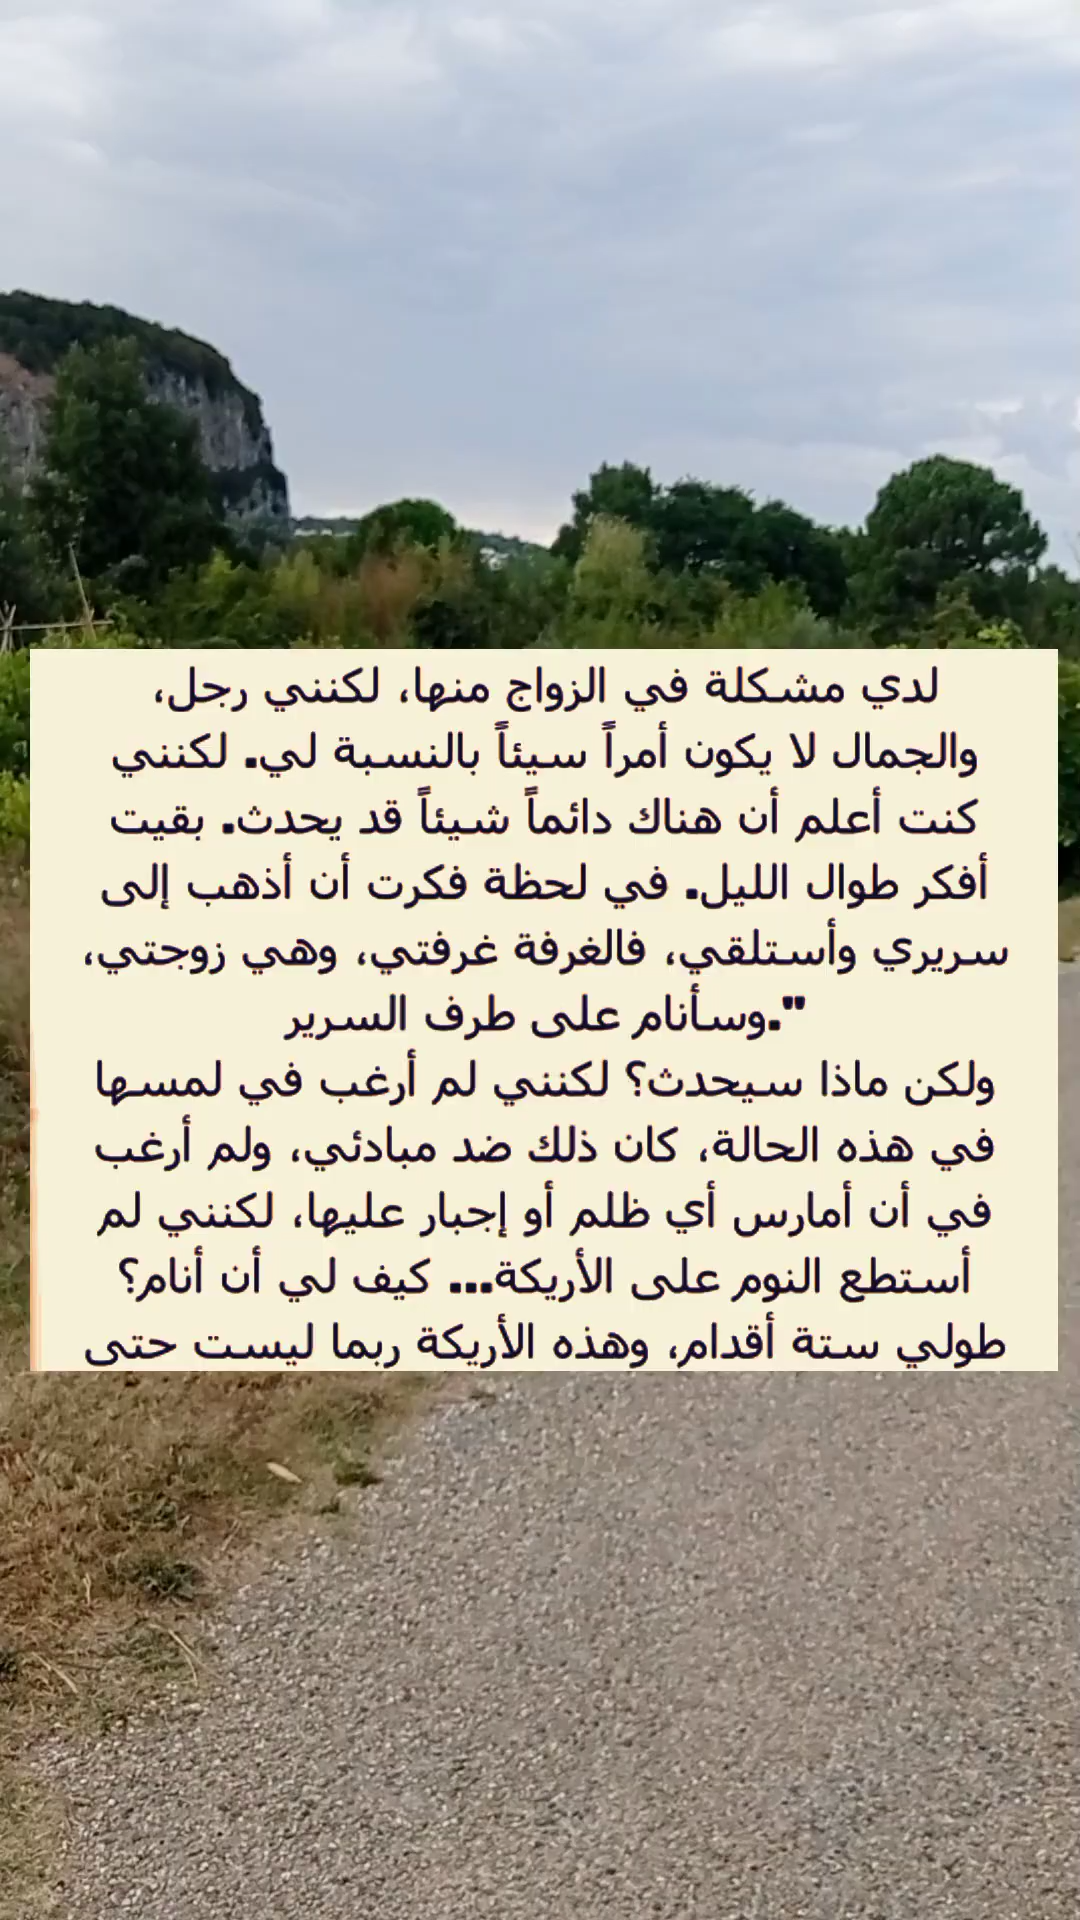 لدي مشكلة في الزواج منها، لكنني رجل،
والجمال لا يكون أمراً سيئاً بالنسبة لي. لكنني
كنت أعلم أن هناك دائماً شيئاً قد يحدث. بقيت
أفكر طوال الليل. في لحظة فكرت أن أذهب إلى
سريري وأستلقي، فالغرفة غرفتي، وهي زوجتي،
وسأنام على طرف السرير."
ولكن ماذا سيحدث؟ لكنني لم أرغب في لمسها
في هذه الحالة، كان ذلك ضد مبادئي، ولم أرغب
في أن أمارس أي ظلم أو إجبار عليها، لكنني لم
أستطع النوم على الأريكة... كيف لي أن أنام؟
طولي ستة أقدام، وهذه الأريكة ربما ليست حتى